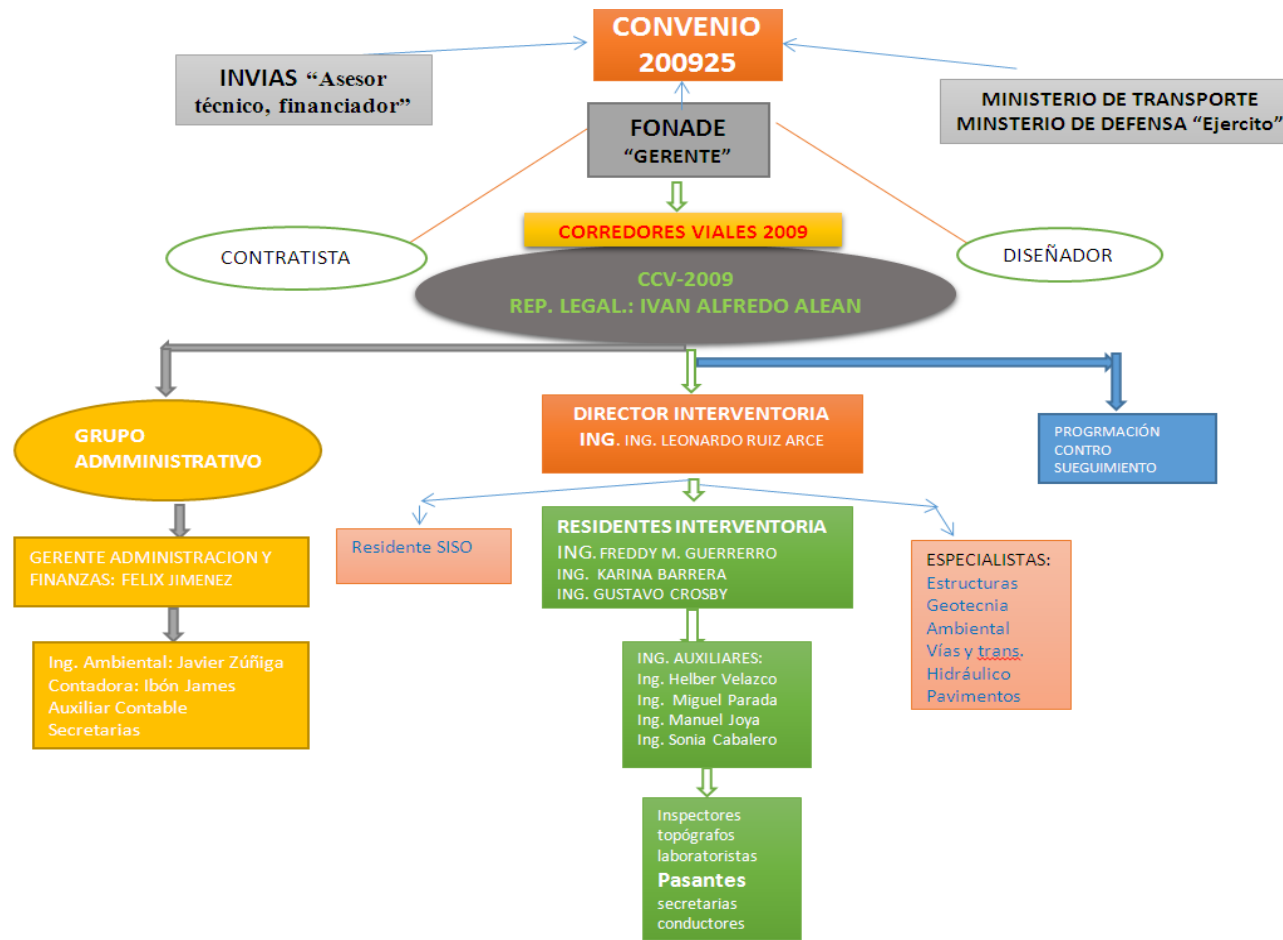 CONVENIO
200925
INVIAS “Asesor
técnico, financiador”
MINISTERIO DE TRANSPORTE
MINSTERIO DE DEFENSA “Ejercito”
FONADE
“GERENTE”
CONTRATISTA
CORREDORES VIALES 2009
DISEÑADOR
CCV-2009
REP. LEGAL.: IVAN ALFREDO ALEAN
GRUPO
ADMMINISTRATIVO
DIRECTOR INTERVENTORIA
ING. ING. LEONARDO RUIZ ARCE
PROGRMACIÓN
CONTRO
SUEGUIMIENTO
GERENTE ADMINISTRACION Y
FINANZAS: FELIX JIMENEZ
Residente SISO
RESIDENTES INTERVENTORIA
ING. FREDDY M. GUERRERRO
ING. KARINA BARRERA
ING. GUSTAVO CROSBY
ESPECIALISTAS:
Estructuras
Geotecnia
Ambiental
Vías y trans.
Hidráulico
Pavimentos
Ing. Ambiental: Javier Zúñiga
Contadora: Ibón James
Auxiliar Contable
Secretarias
ING. AUXILIARES:
Ing. Helber Velazco
Ing. Miguel Parada
Ing. Manuel Joya
Ing. Sonia Cabalero
Inspectores
topógrafos
laboratoristas
Pasantes
secretarias
conductores